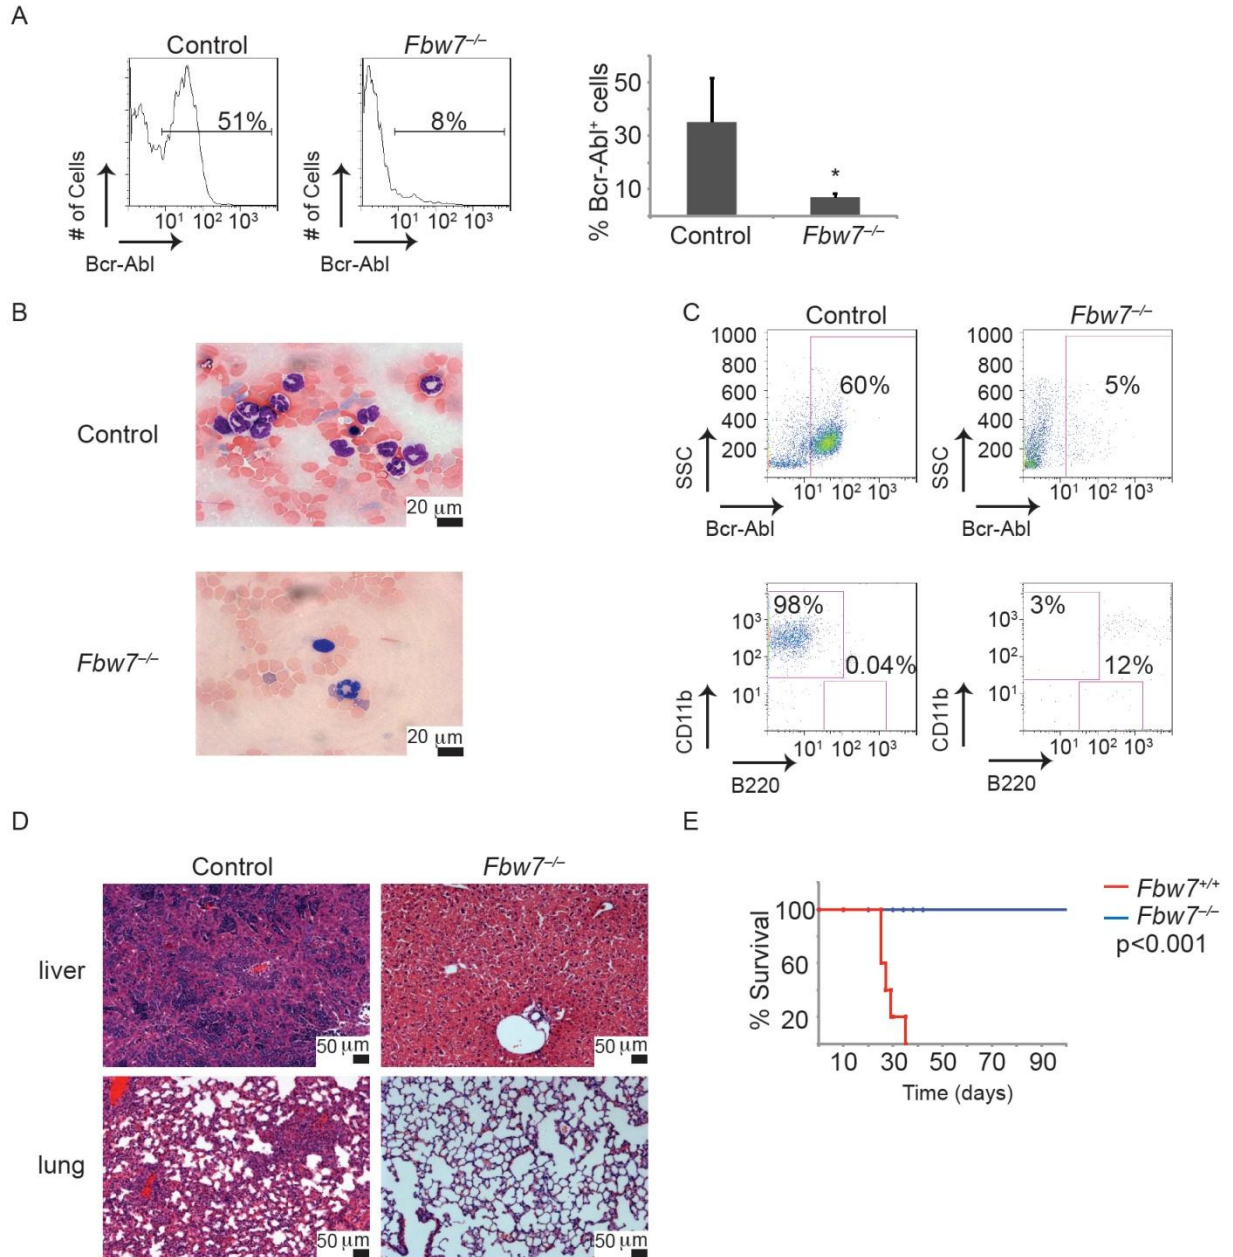 A
Control
Fbw7–/–
51%
8%
# of Cells
# of Cells
10¹ 10² 10³
10¹ 10² 10³
Bcr-Abl
Bcr-Abl
% Bcr-Abl⁺ cells
50
30
10
*
Control
Fbw7–/–
B
Control
20 µm
Fbw7–/–
20 µm
C
Control
Fbw7–/–
1000
800
600
400
200
60%
SSC
10¹ 10² 10³
Bcr-Abl
1000
800
600
400
200
5%
SSC
10¹ 10² 10³
Bcr-Abl
98%
0.04%
10³
10²
10¹
CD11b
10¹ 10² 10³
B220
3%
12%
10³
10²
10¹
CD11b
10¹ 10² 10³
B220
D
Control
Fbw7–/–
liver
50 µm
50 µm
lung
50 µm
50 µm
E
% Survival
100
60
20
10 30 50 70 90
Time (days)
Fbw7+/+
Fbw7–/–
p<0.001